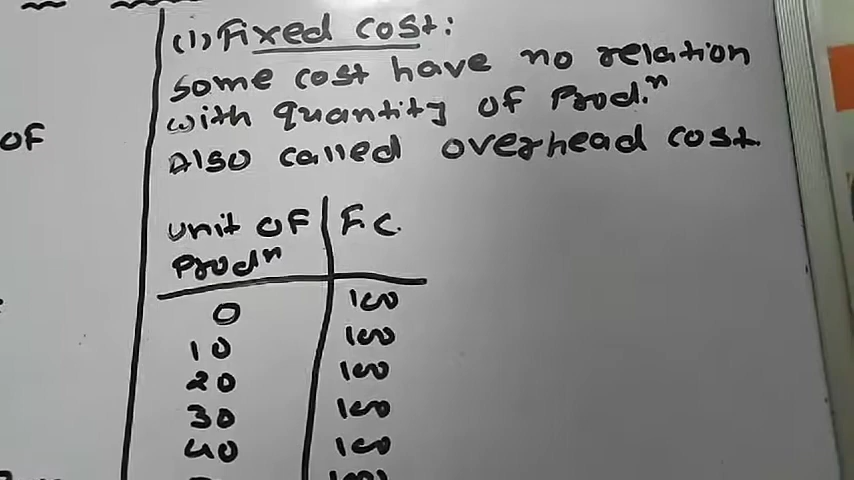 OF
(1) Fixed cost:
some cost have no relation
with quantity of Prod.ⁿ
Also called overhead cost.
unit of | F.C.
Prodⁿ
0 | 100
10 | 100
20 | 100
30 | 100
40 | 100